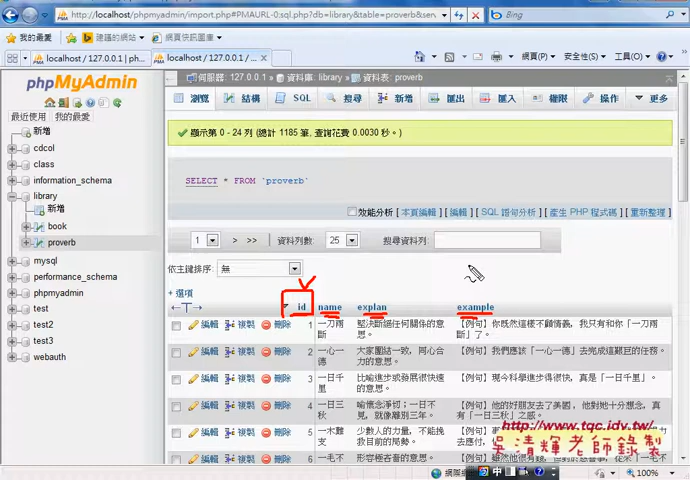 http://localhost/phpmyadmin/import.php#PMAURL-0:sql.php?db=library&table=proverb&serv
Bing
我的最愛
建議的網站
網頁快訊圖庫
localhost / 127.0.0.1 | ph...
localhost / 127.0.0.1 /...
網頁(P)
安全性(S)
工具(O)
phpMyAdmin
最近使用 我的最愛
新增
cdcol
class
information_schema
library
新增
book
proverb
mysql
performance_schema
phpmyadmin
test
test2
test3
webauth
伺服器: 127.0.0.1 » 資料庫: library » 資料表: proverb
瀏覽 結構 SQL 搜尋 新增 匯出 匯入 權限 操作 更多
顯示第 0 - 24 列 (總計 1185 筆, 查詢花費 0.0030 秒。)
SELECT * FROM `proverb`
效能分析 [本頁編輯] [編輯] [SQL 語句分析] [產生 PHP 程式碼] [重新整理]
1 > >> 資料列數: 25 搜尋資料列:
依主鍵排序: 無
+ 選項
←T→ id name explan example
編輯 複製 刪除 1 一刀兩斷 堅決斷絕任何關係的意思。 【例句】你既然這樣不顧情義，我只有和你「一刀兩斷」了。
編輯 複製 刪除 2 一心一德 大家團結一致，同心合力的意思。 【例句】我們應該「一心一德」去完成這艱巨的任務。
編輯 複製 刪除 3 一日千里 比喻進步或發展很快速的意思。 【例句】現今科學進步得很快，真是「一日千里」。
編輯 複製 刪除 4 一日三秋 喻懷念淨切；一日不見，就像離別三年。 【例句】他的好朋友去了美國，他對她十分想念，真有「一日三秋」之感。
編輯 複製 刪除 5 一木難支 少數人的力量，不能挽救目前的局勢。
編輯 複製 刪除 6 一毛不 形容極吝嗇的意思。
http://www.tqc.idv.tw/
吳清輝老師錄製
中
100%